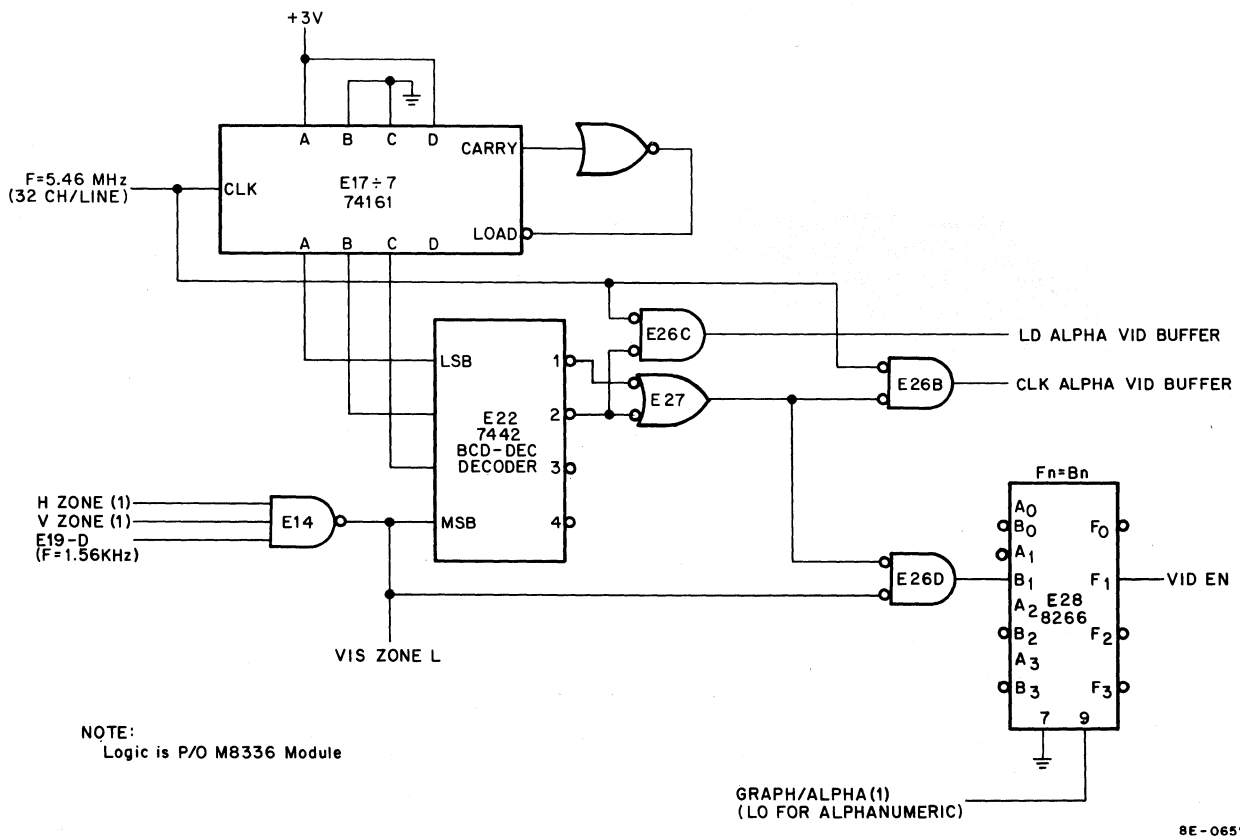 +3V
A B C D
CARRY
F=5.46 MHz
(32 CH/LINE)
CLK
E17÷7
74161
LOAD
A B C D
E26C
LD ALPHA VID BUFFER
LSB
1
E27
E26B
CLK ALPHA VID BUFFER
E22
7442
BCD-DEC
DECODER
2
3
4
MSB
H ZONE (1)
V ZONE (1)
E19-D
(F=1.56KHz)
E14
VIS ZONE L
E26D
Fn=Bn
A0
B0
A1
B1
A2
B2
A3
B3
F0
F1
F2
F3
E28
8266
7 9
VID EN
NOTE:
Logic is P/O M8336 Module
GRAPH/ALPHA(1)
(LO FOR ALPHANUMERIC)